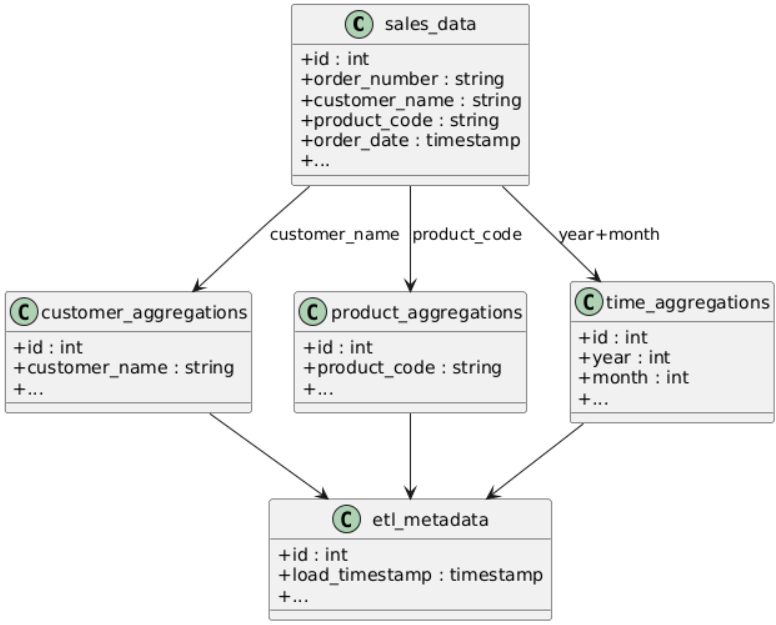 C sales_data
+id : int
+order_number : string
+customer_name : string
+product_code : string
+order_date : timestamp
+...
customer_name
product_code
year+month
C customer_aggregations
+id : int
+customer_name : string
+...
C product_aggregations
+id : int
+product_code : string
+...
C time_aggregations
+id : int
+year : int
+month : int
+...
C etl_metadata
+id : int
+load_timestamp : timestamp
+...